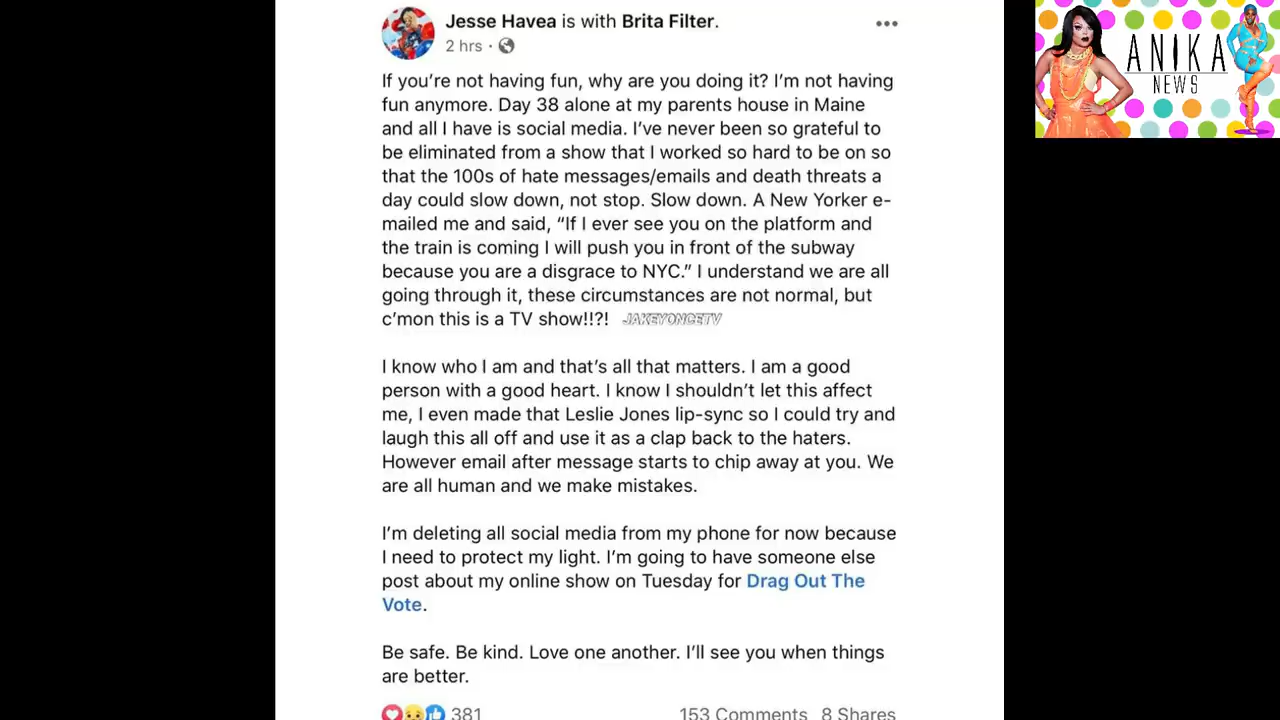 Jesse Havea is with Brita Filter.
2 hrs ·
If you're not having fun, why are you doing it? I'm not having
fun anymore. Day 38 alone at my parents house in Maine
and all I have is social media. I've never been so grateful to
be eliminated from a show that I worked so hard to be on so
that the 100s of hate messages/emails and death threats a
day could slow down, not stop. Slow down. A New Yorker e-
mailed me and said, “If I ever see you on the platform and
the train is coming I will push you in front of the subway
because you are a disgrace to NYC.” I understand we are all
going through it, these circumstances are not normal, but
c'mon this is a TV show!!?! JAKEYONCETV
I know who I am and that's all that matters. I am a good
person with a good heart. I know I shouldn't let this affect
me, I even made that Leslie Jones lip-sync so I could try and
laugh this all off and use it as a clap back to the haters.
However email after message starts to chip away at you. We
are all human and we make mistakes.
I'm deleting all social media from my phone for now because
I need to protect my light. I'm going to have someone else
post about my online show on Tuesday for Drag Out The
Vote.
Be safe. Be kind. Love one another. I'll see you when things
are better.
381 153 Comments 8 Shares
ANIKA
NEWS